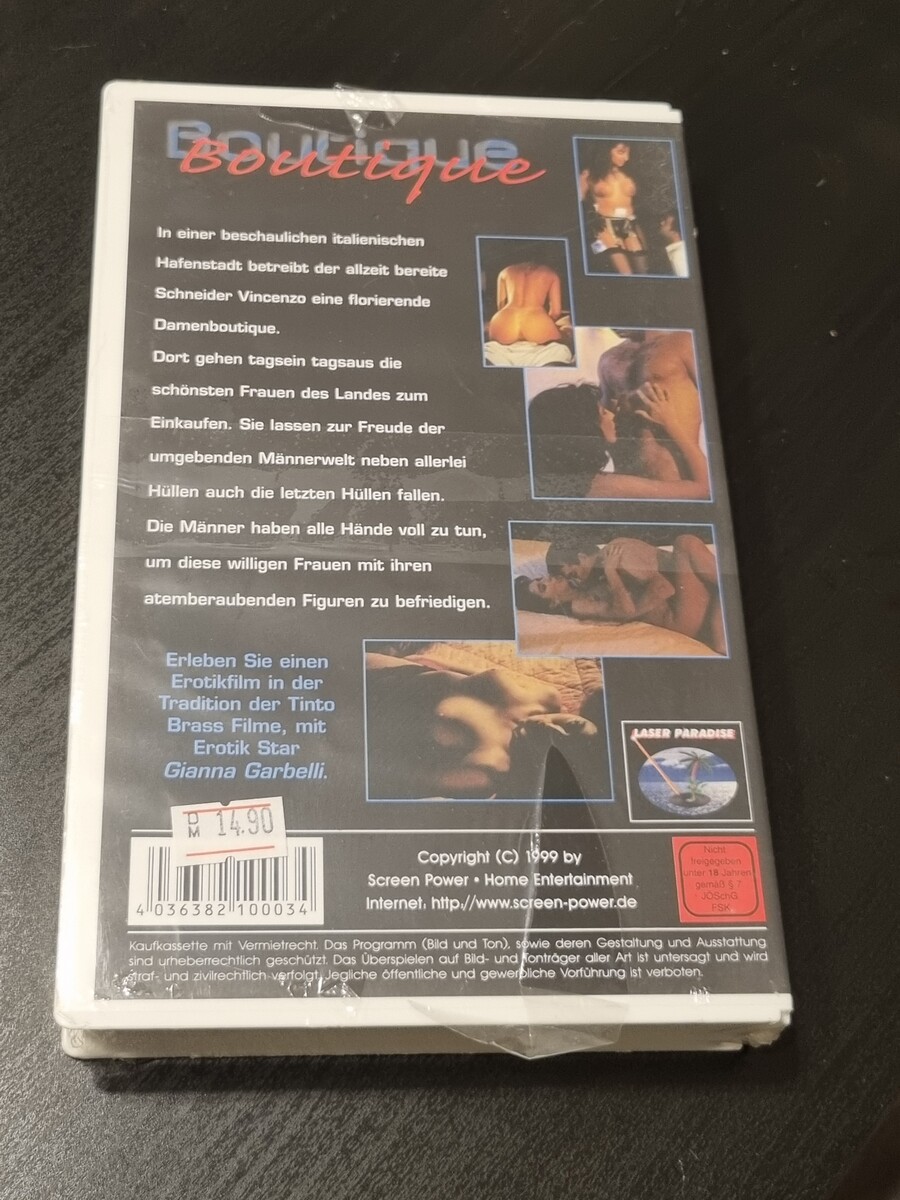 Boutique
Boutique
In einer beschaulichen italienischen
Hafenstadt betreibt der allzeit bereite
Schneider Vincenzo eine florierende
Damenboutique.
Dort gehen tagsein tagsaus die
schönsten Frauen des Landes zum
Einkaufen. Sie lassen zur Freude der
umgebenden Männerwelt neben allerlei
Hüllen auch die letzten Hüllen fallen.
Die Männer haben alle Hände voll zu tun,
um diese willigen Frauen mit ihren
atemberaubenden Figuren zu befriedigen.
Erleben Sie einen
Erotikfilm in der
Tradition der Tinto
Brass Filme, mit
Erotik Star
Gianna Garbelli.
LASER PARADISE
DM 14.90
4 036382 100034
Copyright (C) 1999 by
Screen Power • Home Entertainment
Internet, http://www.screen-power.de
Nicht
freigegeben
unter 18 Jahren
gemäß § 7
JÖSchG
FSK
Kaufkassette mit Vermietrecht. Das Programm (Bild und Ton), sowie deren Gestaltung und Ausstattung
sind urheberrechtlich geschützt. Das Überspielen auf Bild- und Tonträger aller Art ist untersagt und wird
straf- und zivilrechtlich verfolgt. Jegliche öffentliche und gewerbliche Vorführung ist verboten.